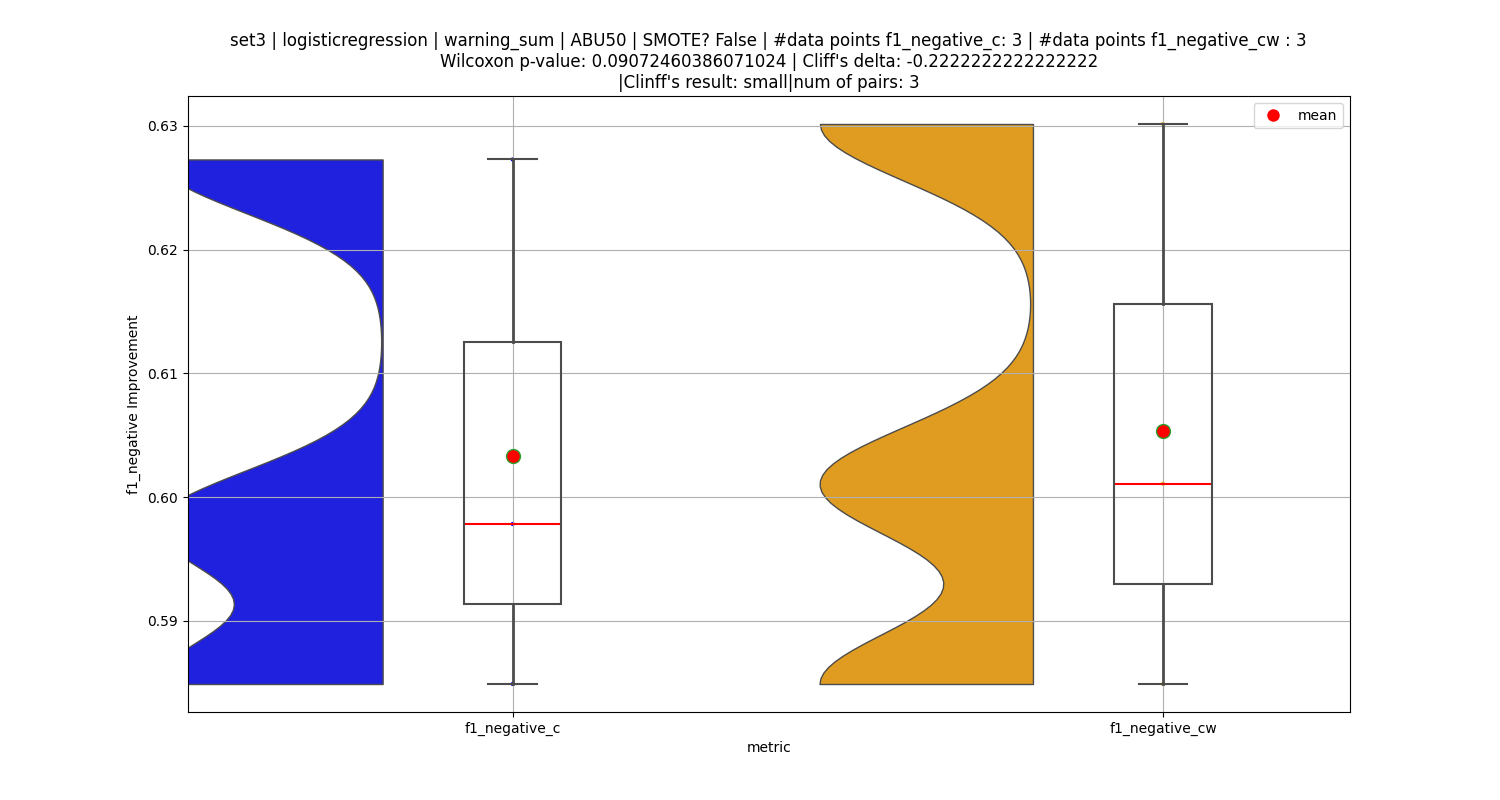 set3 | logisticregression | warning_sum | ABU50 | SMOTE? False | #data points f1_negative_c: 3 | #data points f1_negative_cw : 3
Wilcoxon p-value: 0.09072460386071024 | Cliff's delta: -0.2222222222222222
|Clinff's result: small|num of pairs: 3
mean
0.63
0.62
0.61
0.60
0.59
f1_negative Improvement
f1_negative_c
f1_negative_cw
metric